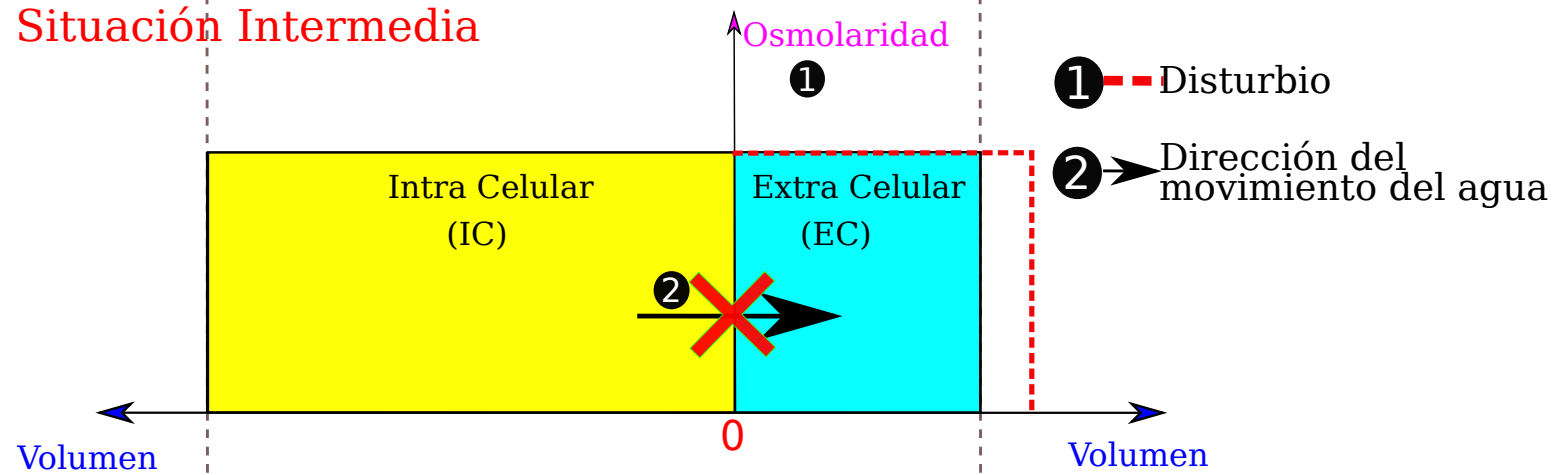 Situación Intermedia
Osmolaridad
1
1 Disturbio
2 Dirección del
movimiento del agua
Intra Celular
(IC)
Extra Celular
(EC)
2
0
Volumen
Volumen